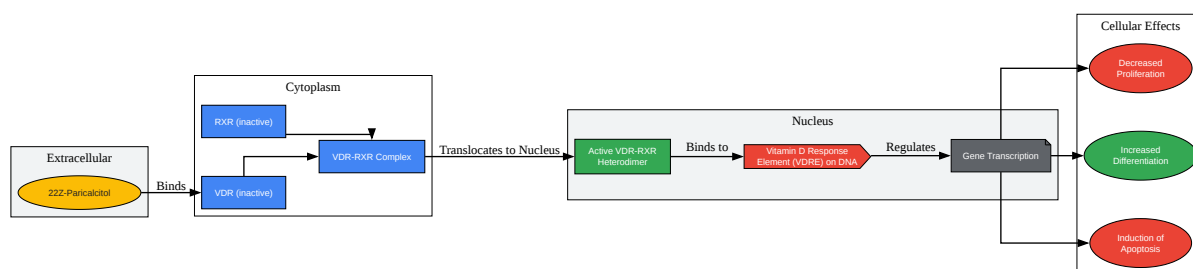 Extracellular
22Z-Paricalcitol
Binds
Cytoplasm
RXR (inactive)
VDR-RXR Complex
VDR (inactive)
Translocates to Nucleus
Nucleus
Active VDR-RXR
Heterodimer
Binds to
Vitamin D Response
Element (VDRE) on DNA
Regulates
Gene Transcription
Cellular Effects
Decreased
Proliferation
Increased
Differentiation
Induction of
Apoptosis